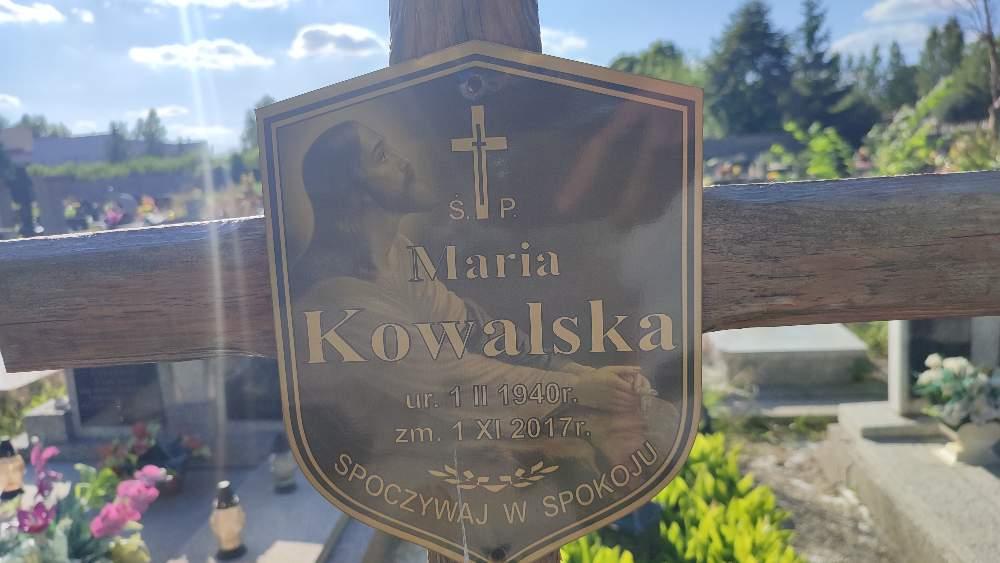 Ś. P.
Maria
Kowalska
ur. 1 II 1940r.
zm. 1 XI 2017r.
SPOCZYWAJ W SPOKOJU